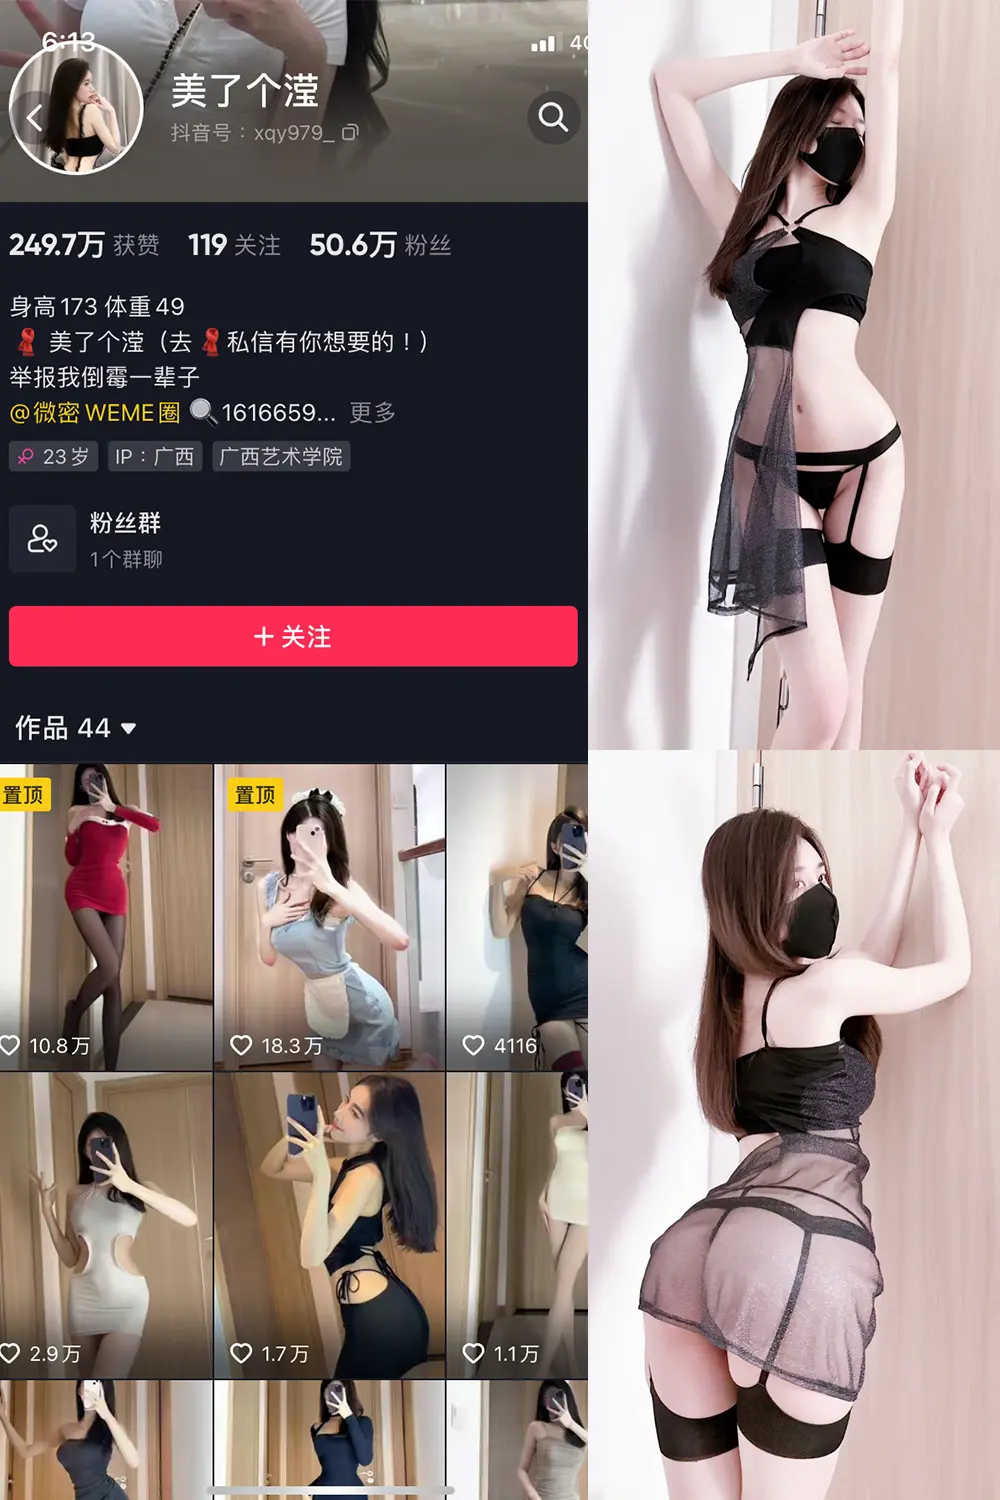 6:13
美了个滢
抖音号：xqy979_
249.7万 获赞 119 关注 50.6万 粉丝
身高173 体重49
美了个滢（去 私信有你想要的！）
举报我倒霉一辈子
@微密 WEME圈 1616659... 更多
23岁 IP：广西 广西艺术学院
粉丝群
1个群聊
+ 关注
作品 44
置顶 置顶
10.8万 18.3万 4116
2.9万 1.7万 1.1万